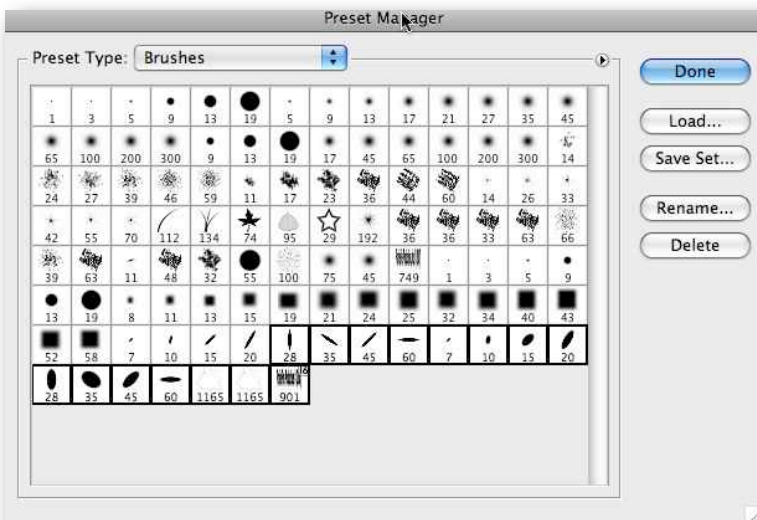 Preset Manager
Preset Type: Brushes
1 3 5 9 13 19 5 9 13 17 21 27 35 45
65 100 200 300 9 13 19 17 45 65 100 200 300 14
24 27 39 46 59 11 17 23 36 44 60 14 26 33
42 55 70 112 134 74 95 29 192 36 36 33 63 66
39 63 11 48 32 55 100 75 45 749 1 3 5 9
13 19 8 11 13 15 19 21 24 25 32 34 40 43
52 58 7 10 15 20 28 35 45 60 7 10 15 20
28 35 45 60 1165 1165 901
Done
Load...
Save Set...
Rename...
Delete